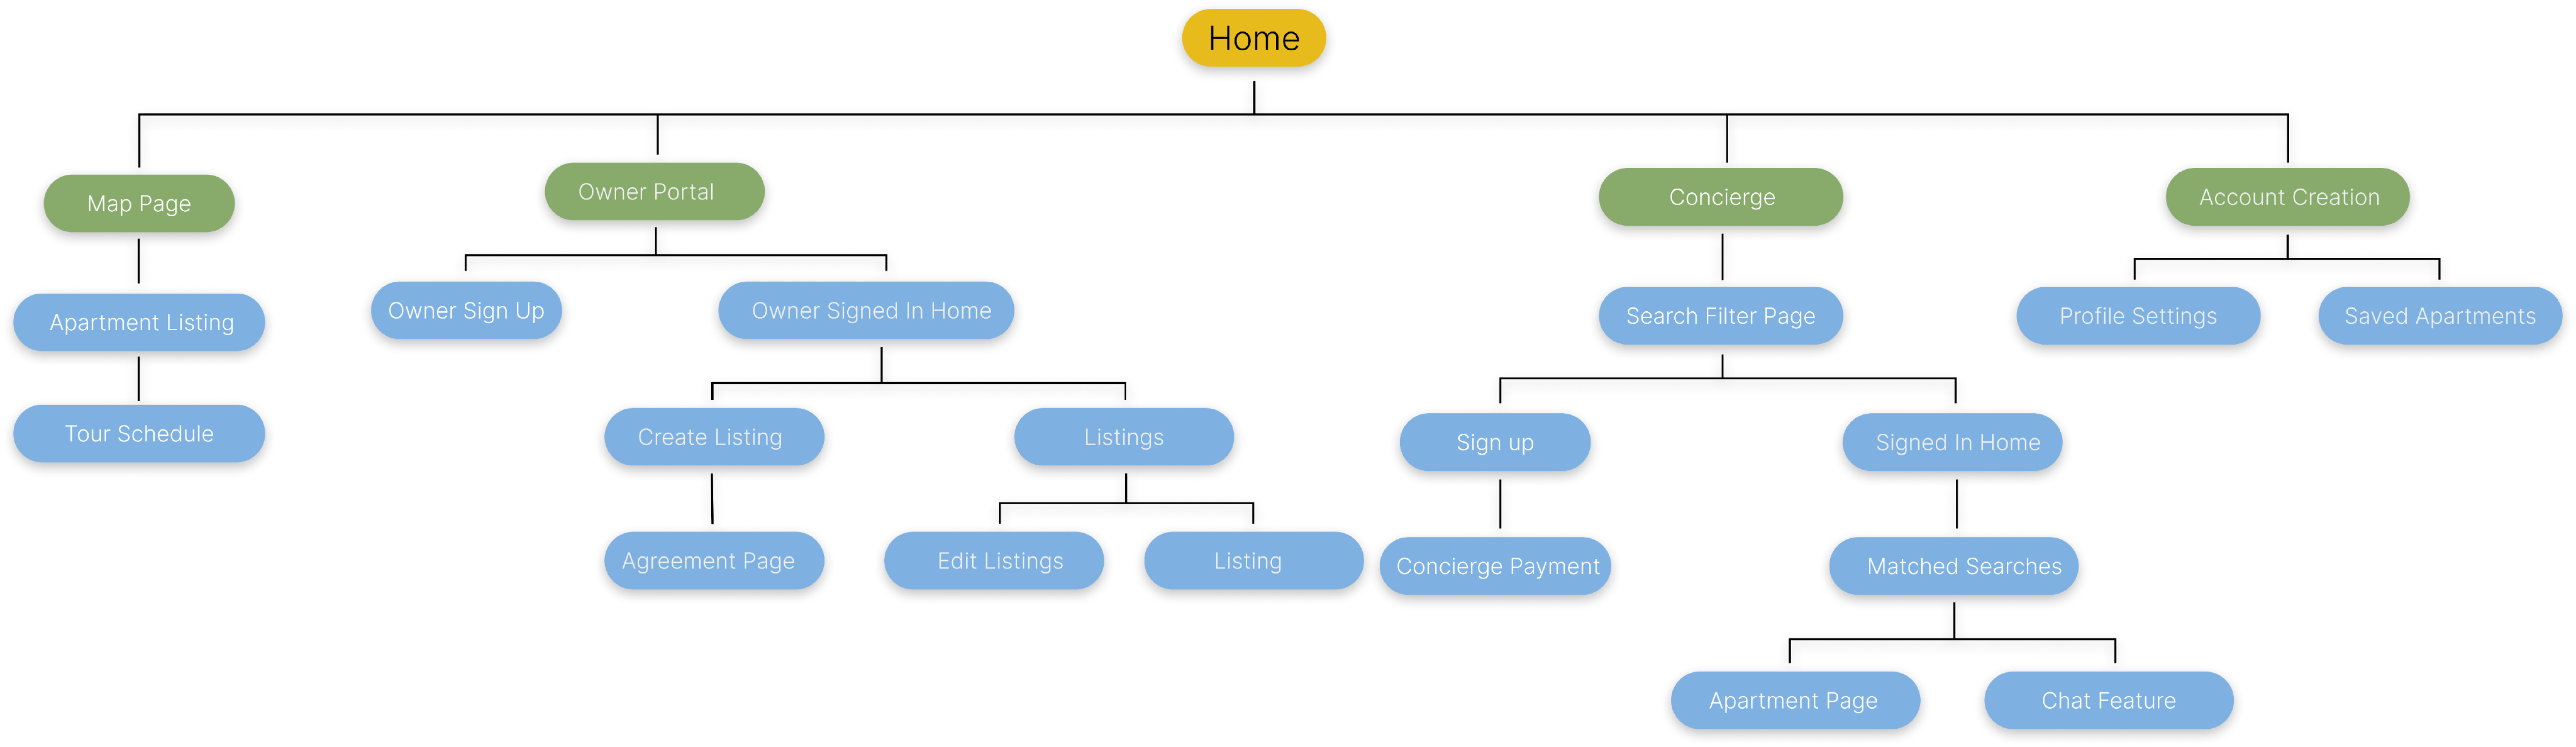 Home
Map Page
Owner Portal
Concierge
Account Creation
Apartment Listing
Owner Sign Up
Owner Signed In Home
Search Filter Page
Profile Settings
Saved Apartments
Tour Schedule
Create Listing
Listings
Sign up
Signed In Home
Agreement Page
Edit Listings
Listing
Concierge Payment
Matched Searches
Apartment Page
Chat Feature